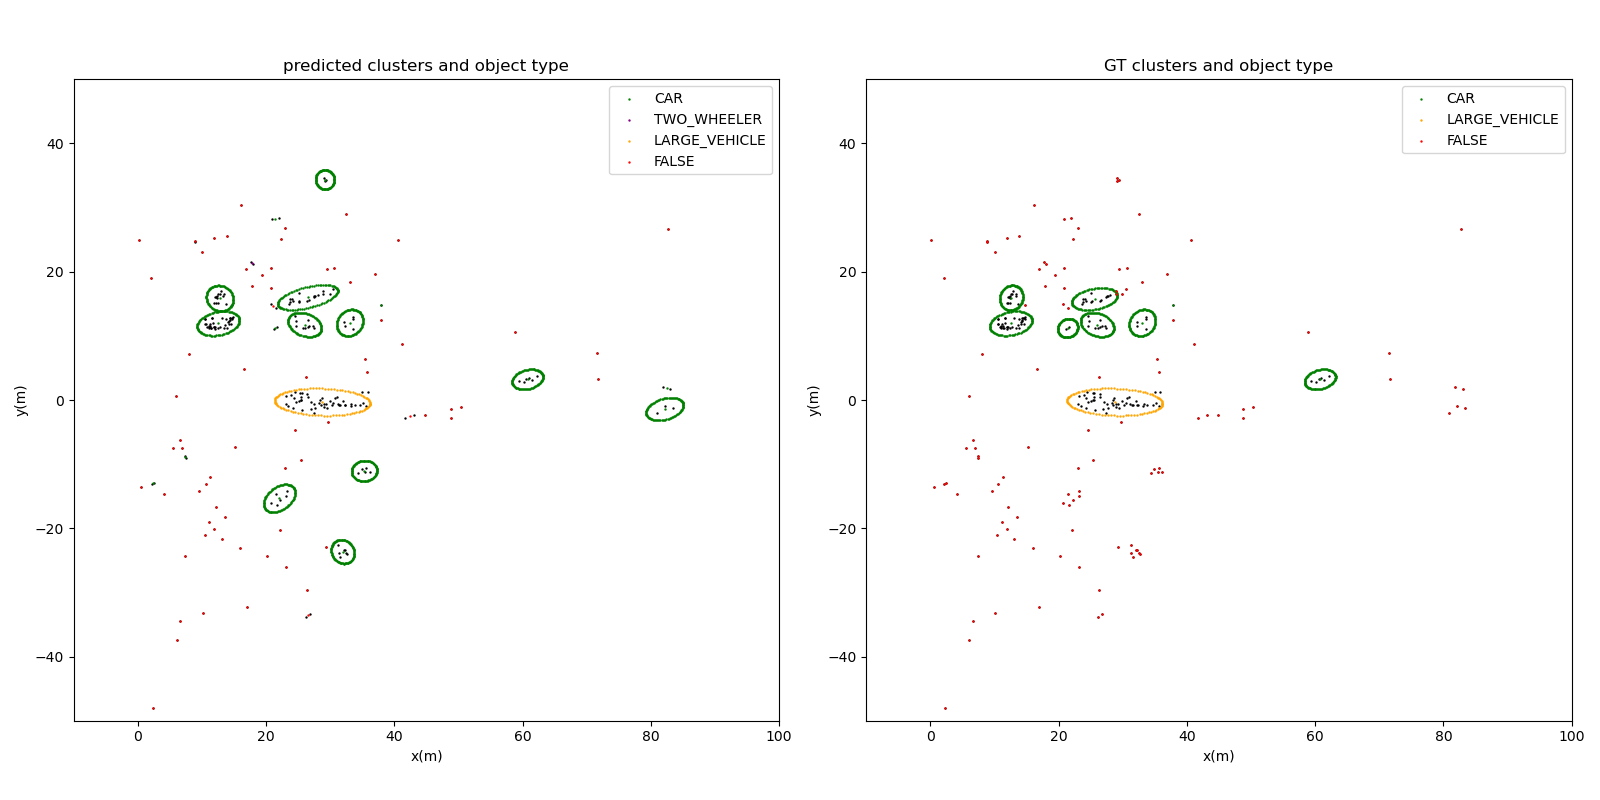 predicted clusters and object type
CAR
TWO_WHEELER
LARGE_VEHICLE
FALSE
40
20
0
−20
−40
y(m)
0
20
40
60
80
100
x(m)
GT clusters and object type
CAR
LARGE_VEHICLE
FALSE
40
20
0
−20
−40
y(m)
0
20
40
60
80
100
x(m)